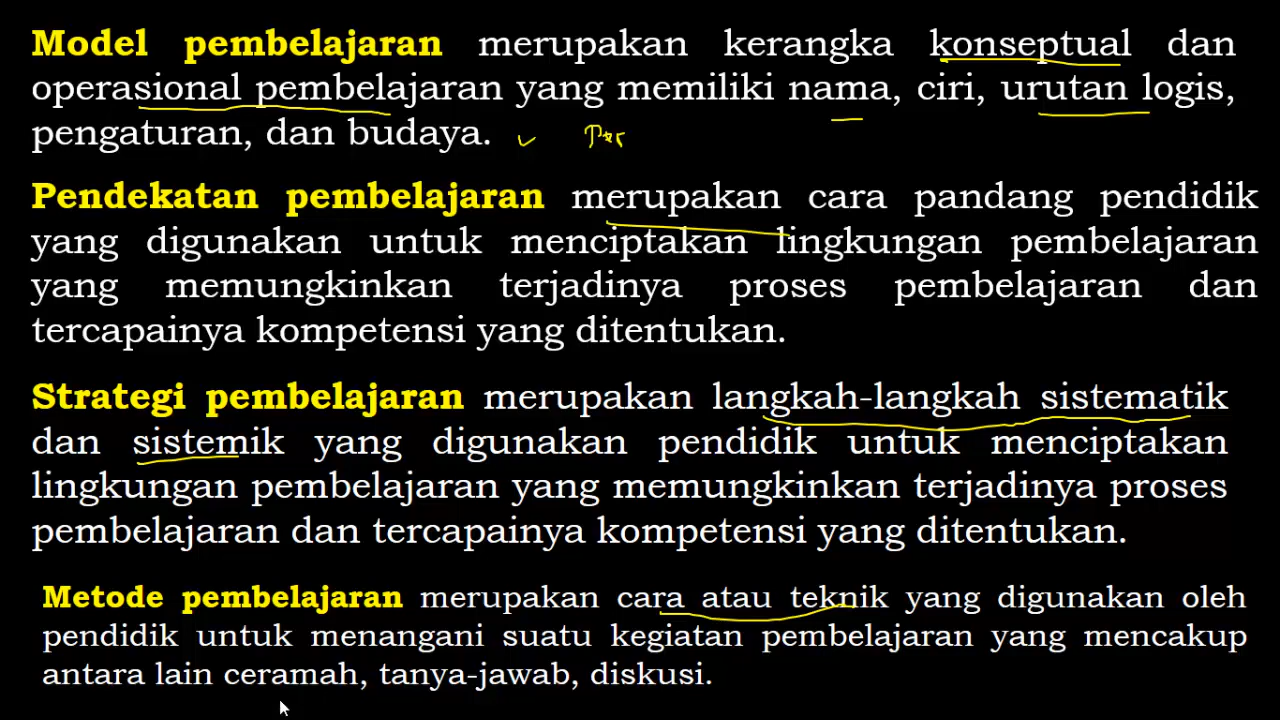 Model pembelajaran merupakan kerangka konseptual dan
operasional pembelajaran yang memiliki nama, ciri, urutan logis,
pengaturan, dan budaya.
Pendekatan pembelajaran merupakan cara pandang pendidik
yang digunakan untuk menciptakan lingkungan pembelajaran
yang memungkinkan terjadinya proses pembelajaran dan
tercapainya kompetensi yang ditentukan.
Strategi pembelajaran merupakan langkah-langkah sistematik
dan sistemik yang digunakan pendidik untuk menciptakan
lingkungan pembelajaran yang memungkinkan terjadinya proses
pembelajaran dan tercapainya kompetensi yang ditentukan.
Metode pembelajaran merupakan cara atau teknik yang digunakan oleh
pendidik untuk menangani suatu kegiatan pembelajaran yang mencakup
antara lain ceramah, tanya-jawab, diskusi.